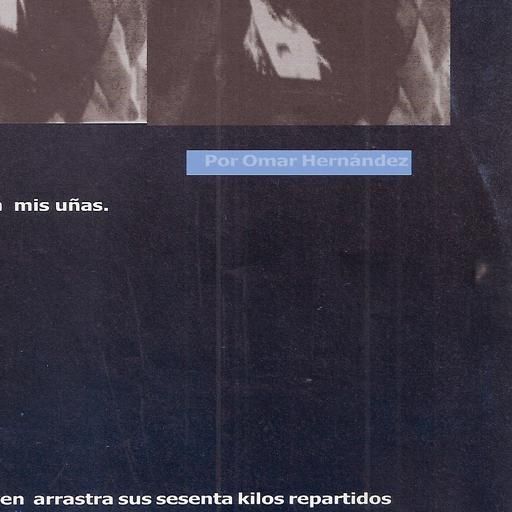 Por Omar Hernández
mis uñas.
en arrastra sus sesenta kilos repartidos